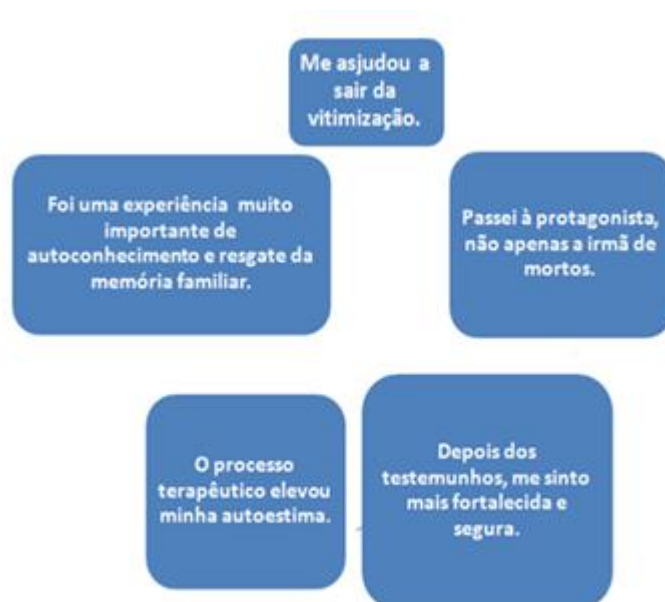 Me asjudou a
sair da
vitimização.
Foi uma experiência muito
importante de
autoconhecimento e resgate da
memória familiar.
Passei à protagonista,
não apenas a irmã de
mortos.
O processo
terapêutico elevou
minha autoestima.
Depois dos
testemunhos, me sinto
mais fortalecida e
segura.